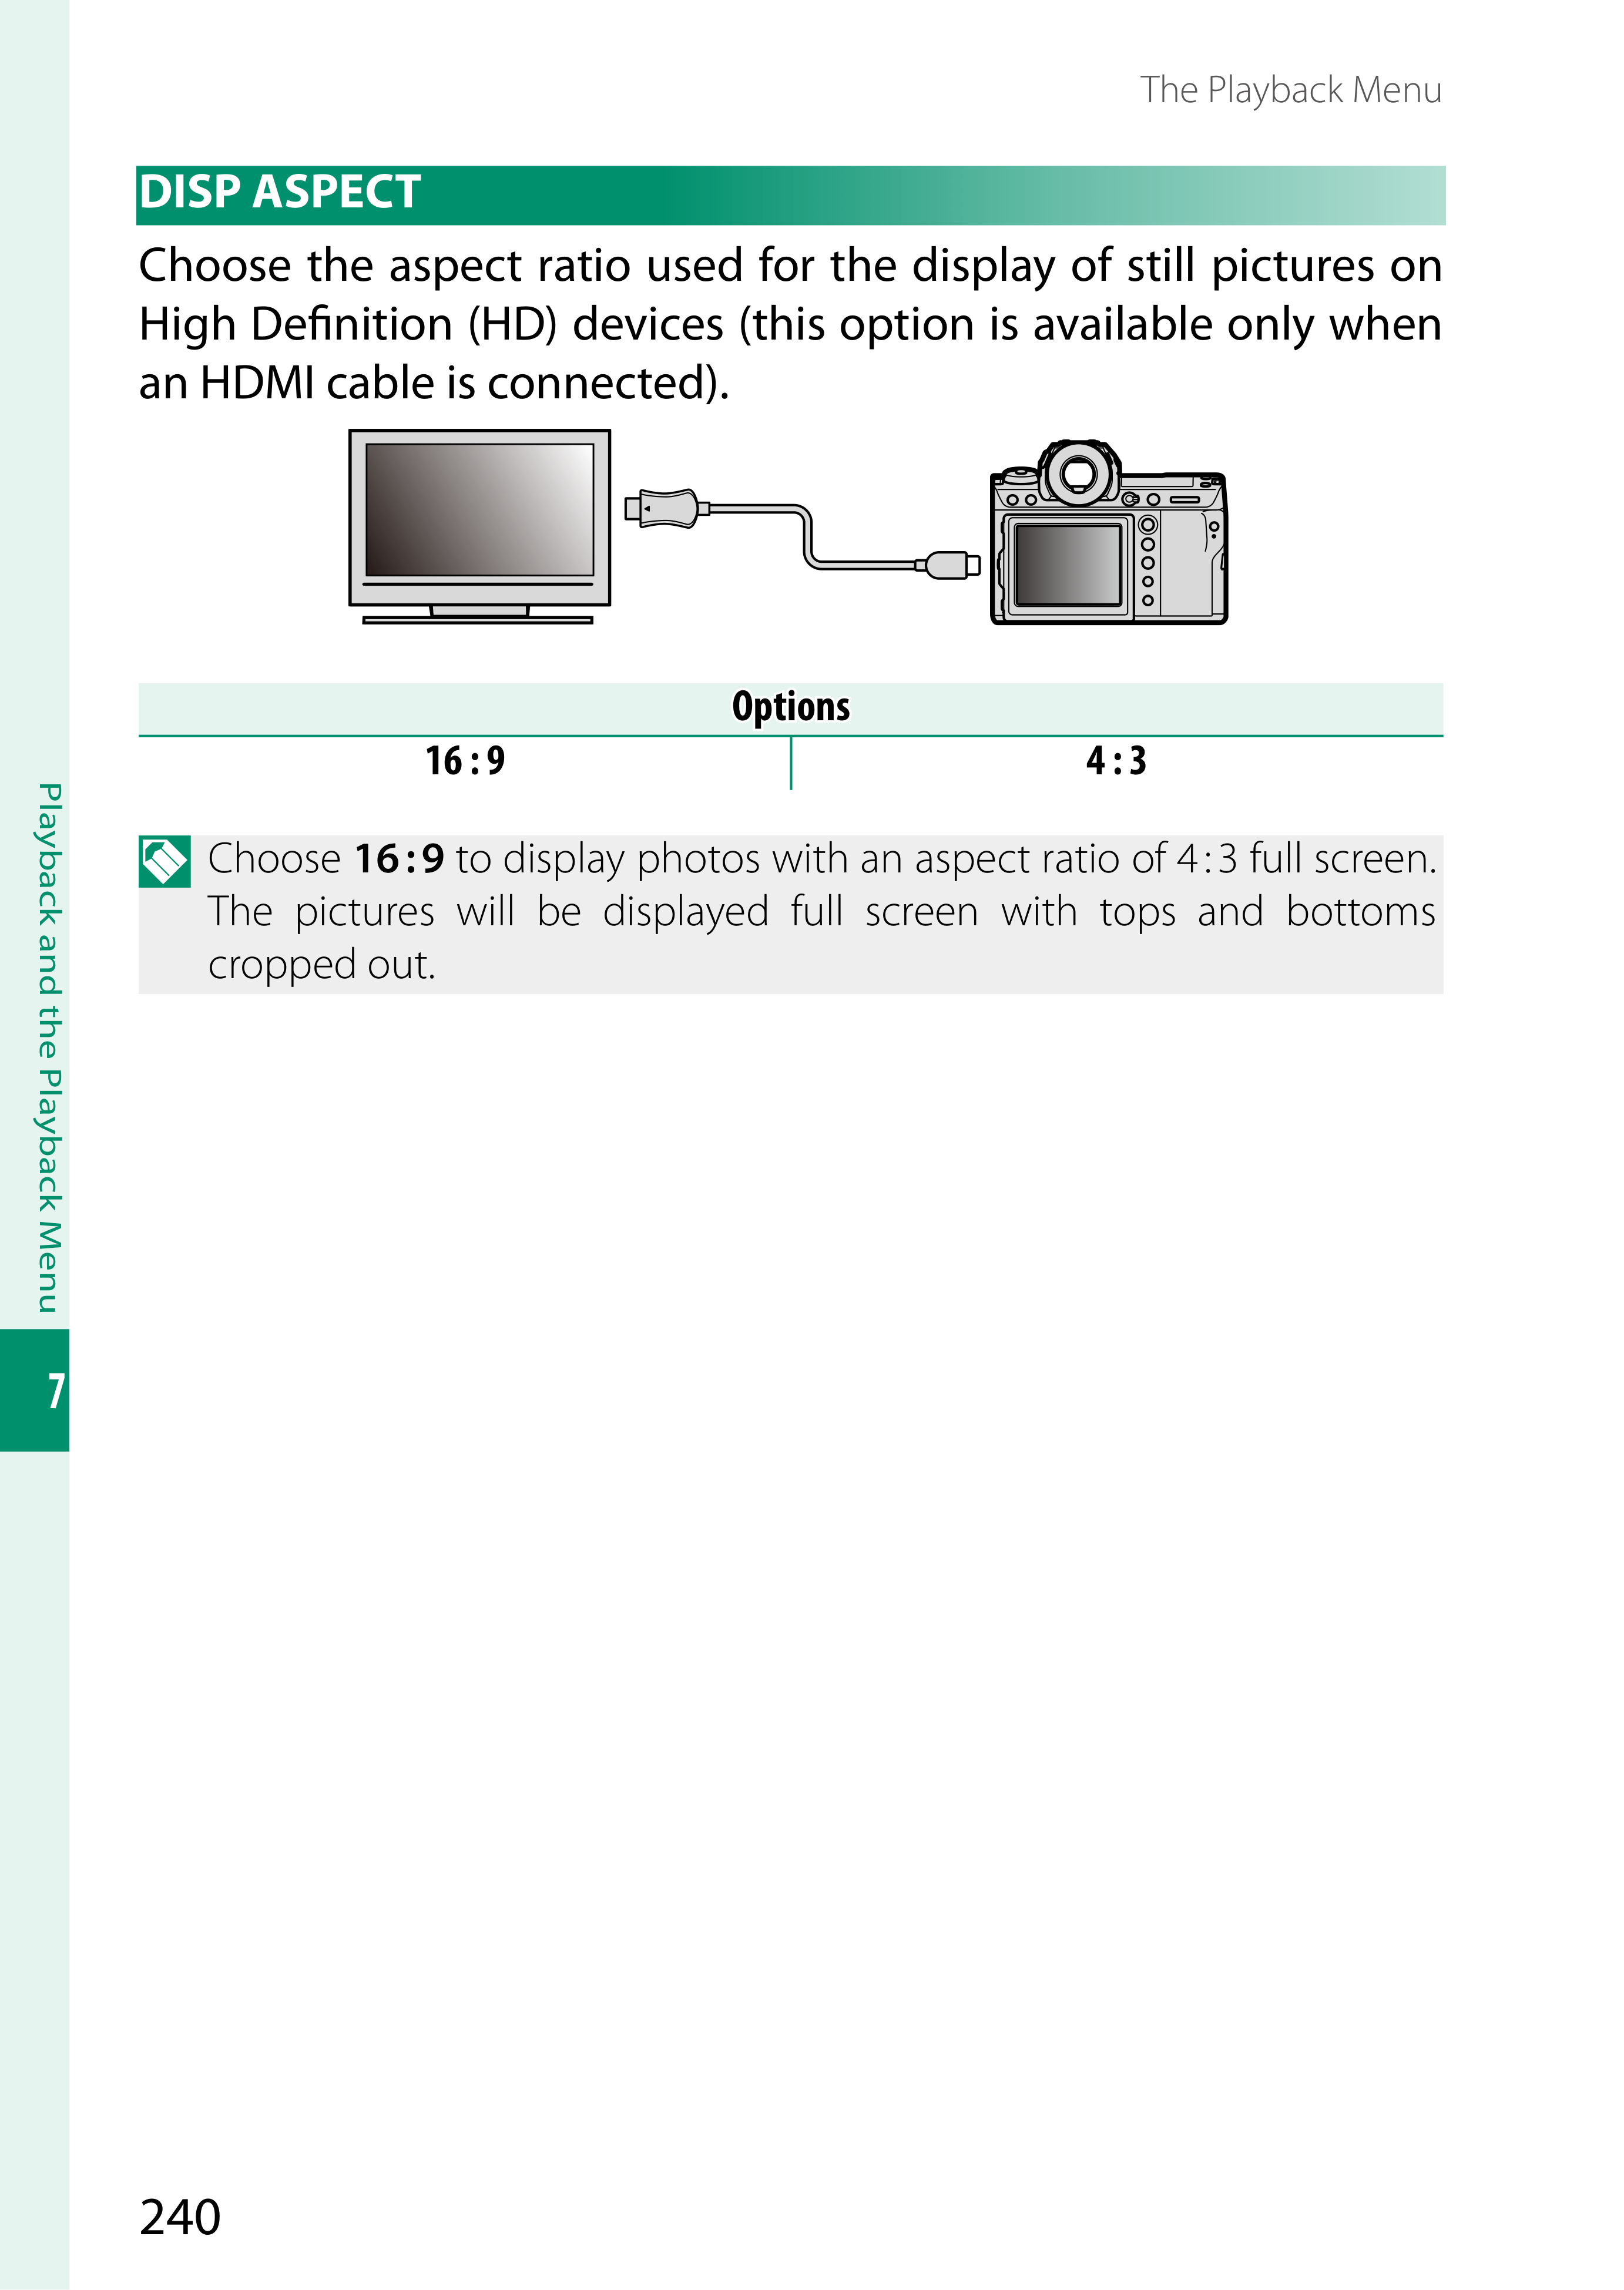 The Playback Menu
DISP ASPECT
Choose the aspect ratio used for the display of still pictures on
High Definition (HD) devices (this option is available only when
an HDMI cable is connected).
Options
16 : 9
4 : 3
Choose 16 : 9 to display photos with an aspect ratio of 4 : 3 full screen.
The pictures will be displayed full screen with tops and bottoms
cropped out.
Playback and the Playback Menu
7
240